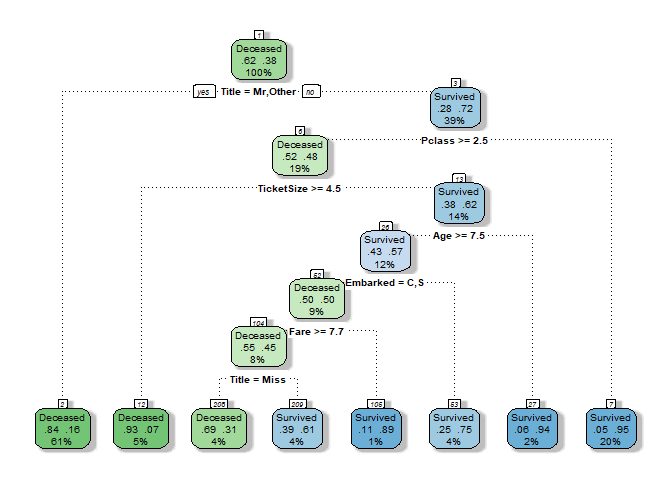 1
Deceased
.62 .38
100%
yes Title = Mr,Other no
3
Survived
.28 .72
39%
6
Deceased
.52 .48
19%
Pclass >= 2.5
13
Survived
.38 .62
14%
TicketSize >= 4.5
26
Survived
.43 .57
12%
Age >= 7.5
52
Deceased
.50 .50
9%
Embarked = C,S
104
Deceased
.55 .45
8%
Fare >= 7.7
Title = Miss
2
Deceased
.84 .16
61%
12
Deceased
.93 .07
5%
208
Deceased
.69 .31
4%
209
Survived
.39 .61
4%
105
Survived
.11 .89
1%
53
Survived
.25 .75
4%
27
Survived
.06 .94
2%
7
Survived
.05 .95
20%